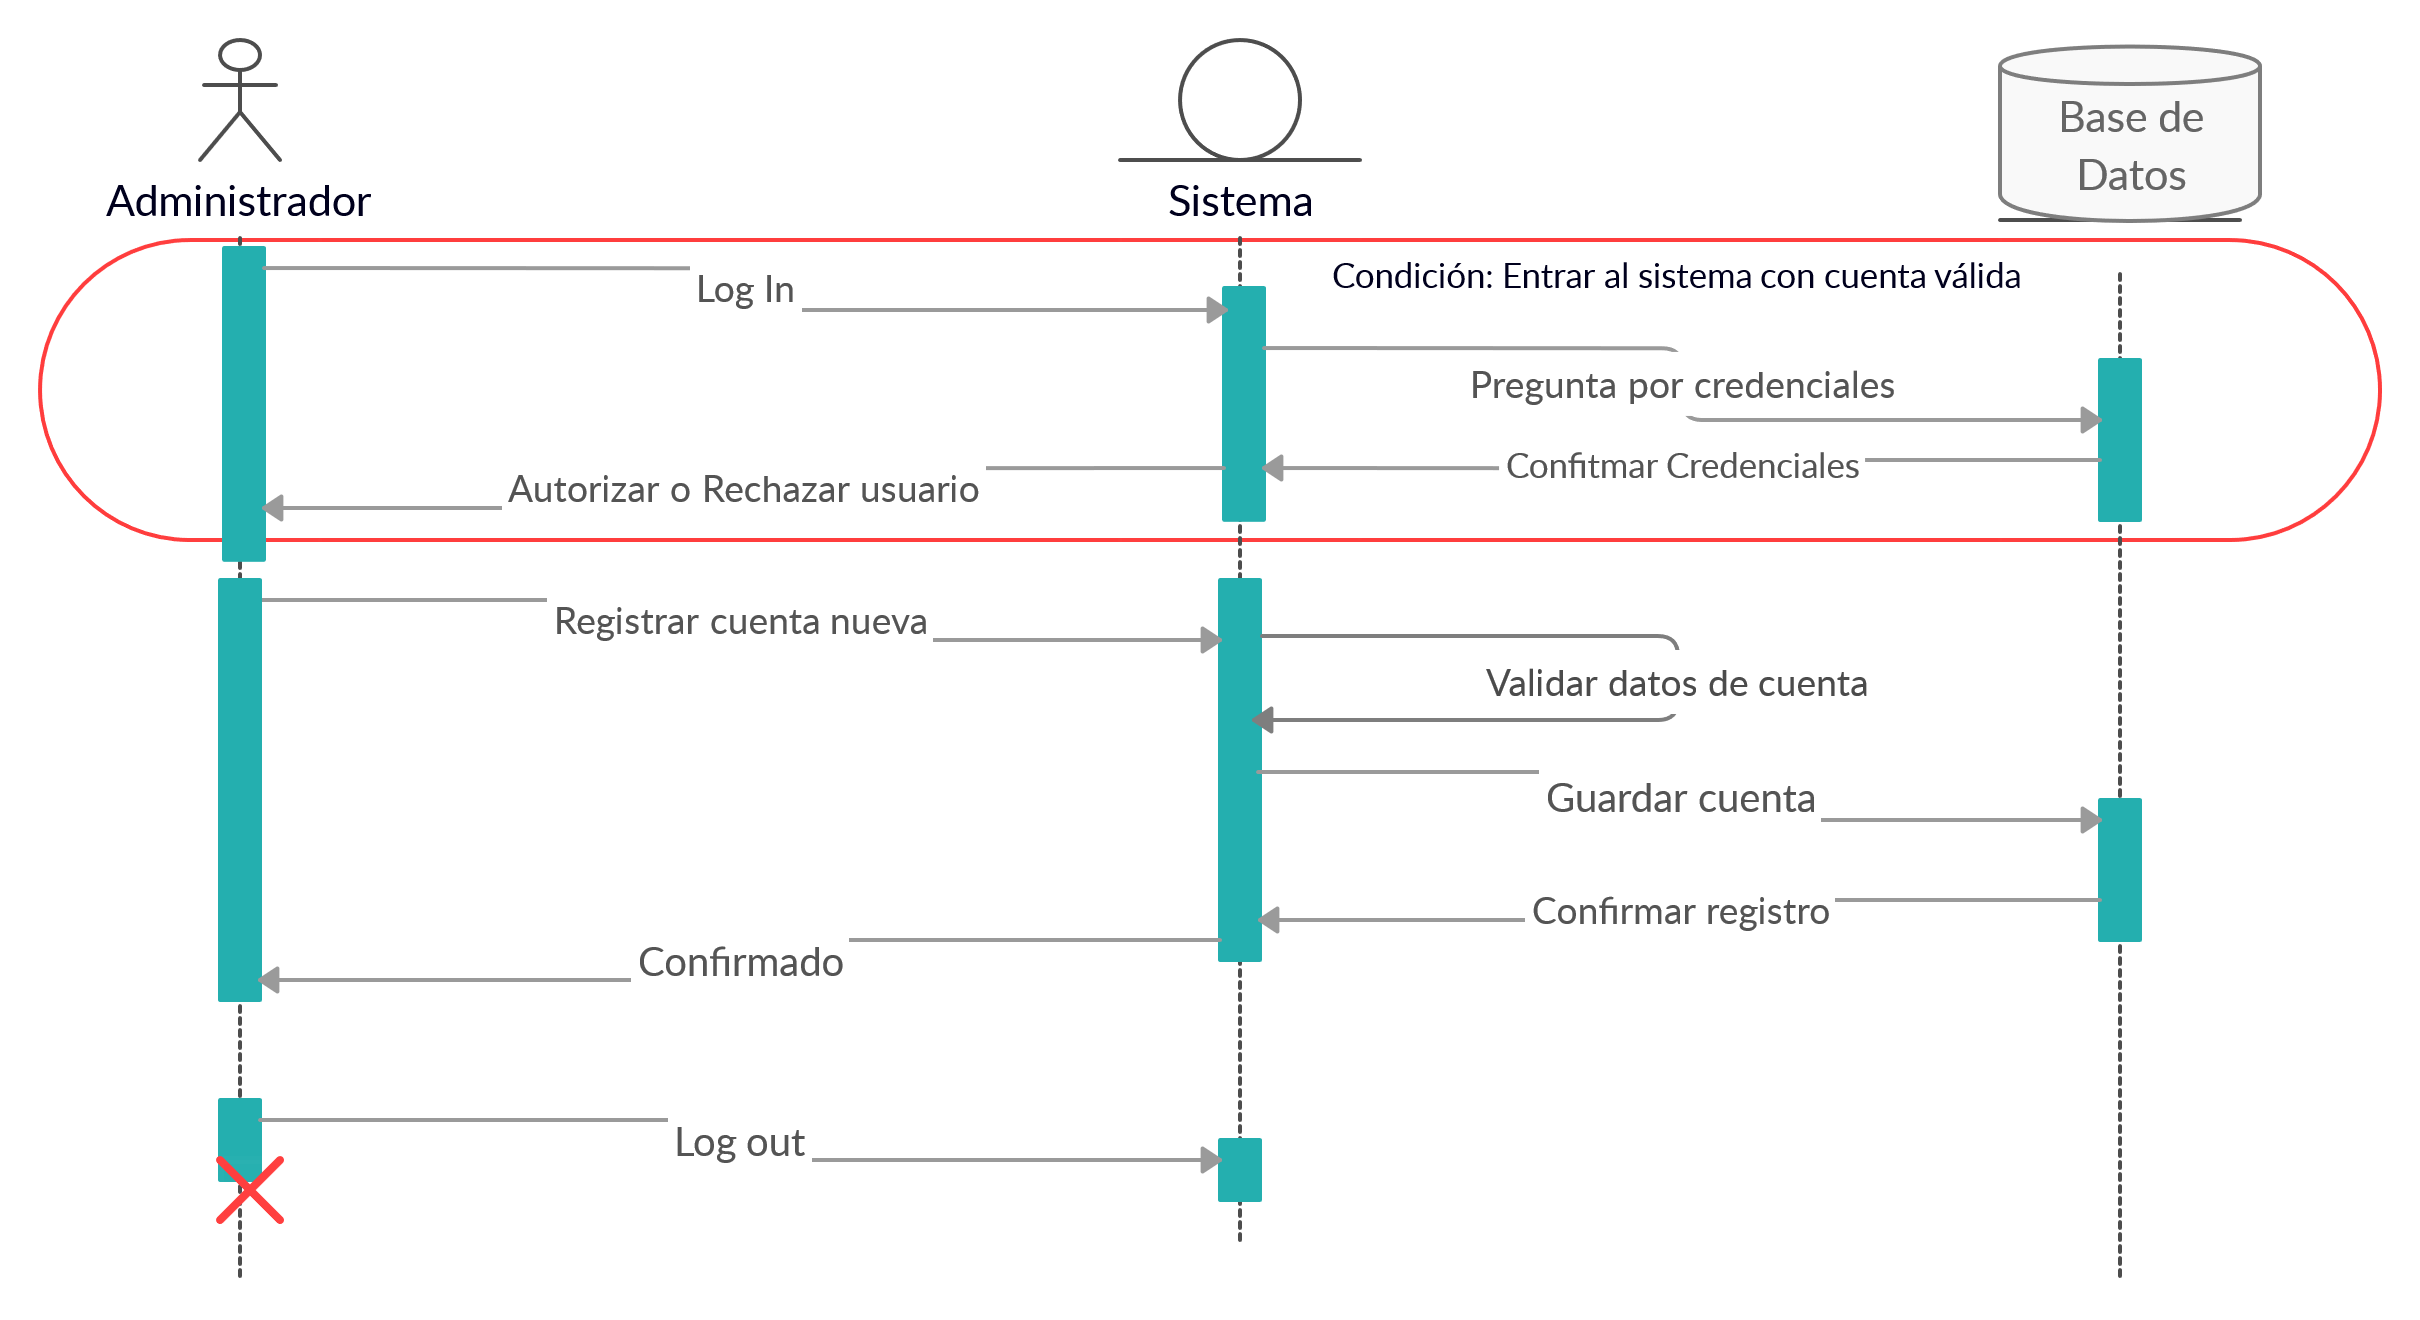 Administrador
Sistema
Base de
Datos
Condición: Entrar al sistema con cuenta válida
Log In
Pregunta por credenciales
Confitmar Credenciales
Autorizar o Rechazar usuario
Registrar cuenta nueva
Validar datos de cuenta
Guardar cuenta
Confirmar registro
Confirmado
Log out